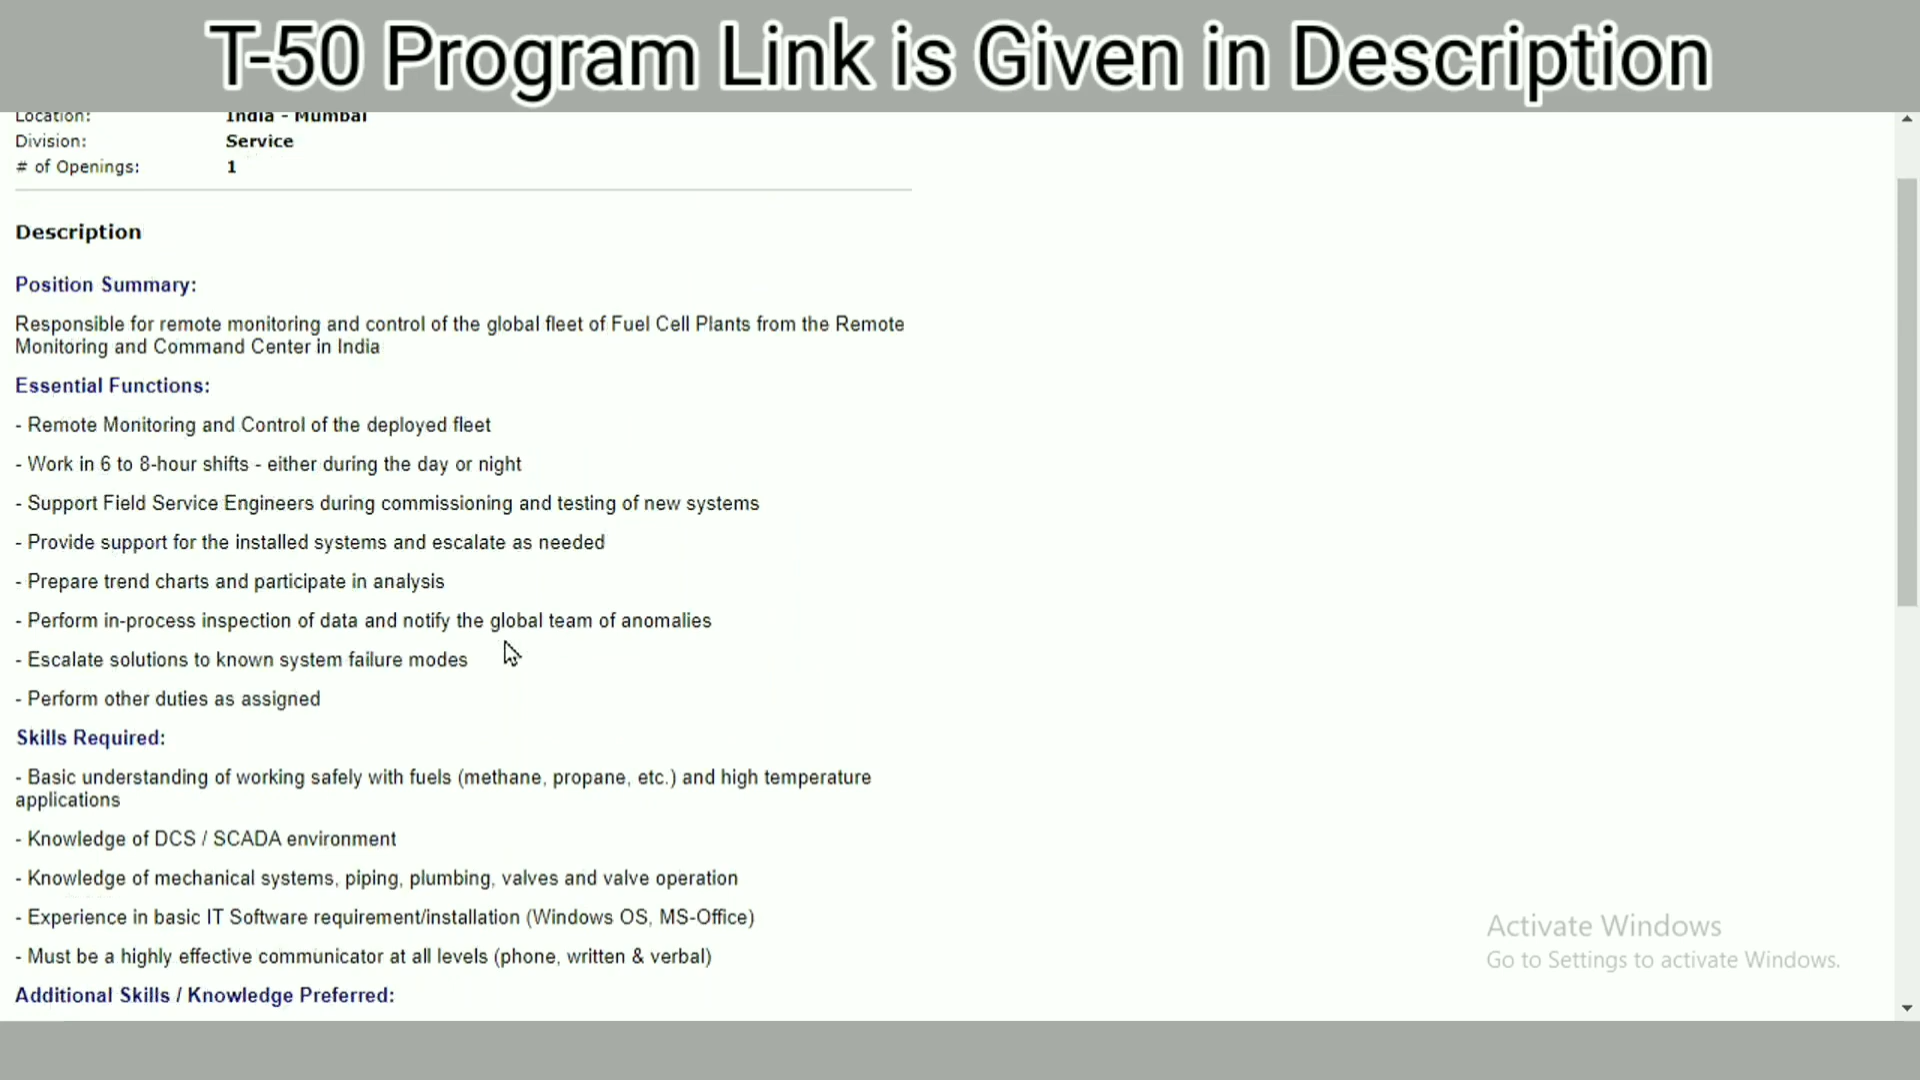 T-50 Program Link is Given in Description
Location: India - Mumbai
Division: Service
# of Openings: 1
Description
Position Summary:
Responsible for remote monitoring and control of the global fleet of Fuel Cell Plants from the Remote
Monitoring and Command Center in India
Essential Functions:
- Remote Monitoring and Control of the deployed fleet
- Work in 6 to 8-hour shifts - either during the day or night
- Support Field Service Engineers during commissioning and testing of new systems
- Provide support for the installed systems and escalate as needed
- Prepare trend charts and participate in analysis
- Perform in-process inspection of data and notify the global team of anomalies
- Escalate solutions to known system failure modes
- Perform other duties as assigned
Skills Required:
- Basic understanding of working safely with fuels (methane, propane, etc.) and high temperature
applications
- Knowledge of DCS / SCADA environment
- Knowledge of mechanical systems, piping, plumbing, valves and valve operation
- Experience in basic IT Software requirement/installation (Windows OS, MS-Office)
- Must be a highly effective communicator at all levels (phone, written & verbal)
Additional Skills / Knowledge Preferred:
Activate Windows
Go to Settings to activate Windows.